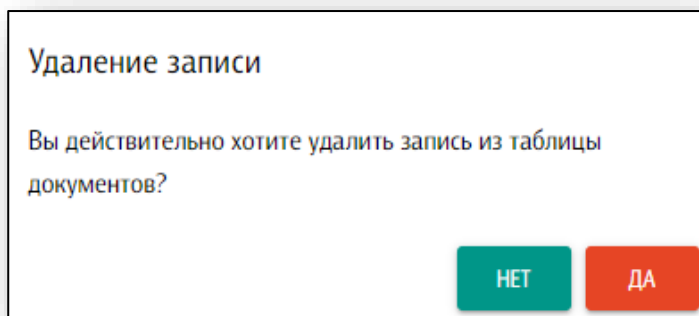 Удаление записи
Вы действительно хотите удалить запись из таблицы
документов?
НЕТ ДА